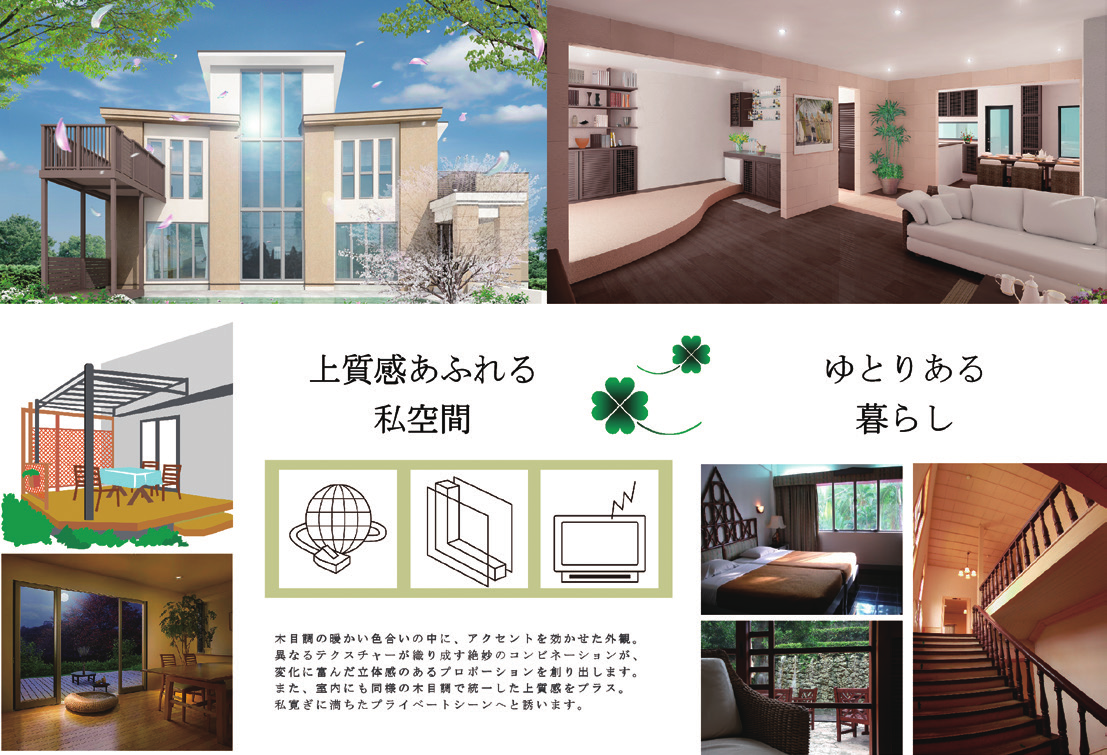 上質感あふれる
私空間
ゆとりある
暮らし
木目調の暖かい色合いの中に、アクセントを効かせた外観。
異なるテクスチャーが織り成す絶妙のコンビネーションが、
変化に富んだ立体感のあるプロポーションを創り出します。
また、室内にも同様の木目調で統一した上質感をプラス。
私寛ぎに満ちたプライベートシーンへと誘います。